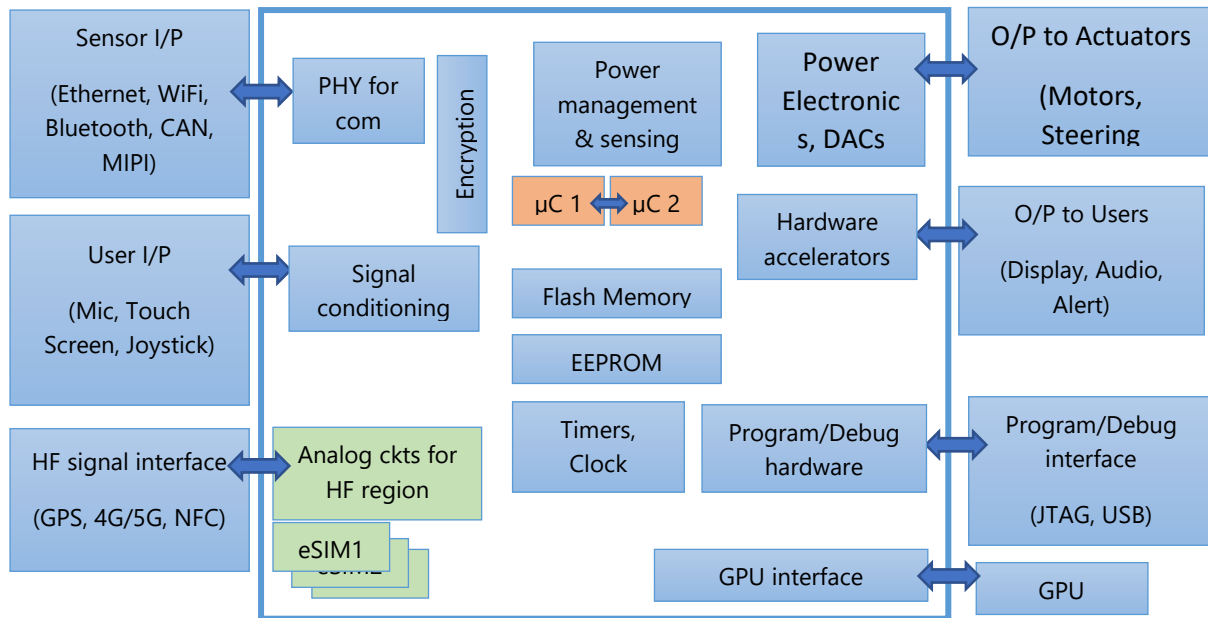 Sensor I/P
(Ethernet, WiFi,
Bluetooth, CAN,
MIPI)
PHY for
com
Encryption
Power
management
& sensing
Power
Electronic
s, DACs
O/P to Actuators
(Motors,
Steering
µC 1
µC 2
User I/P
(Mic, Touch
Screen, Joystick)
Signal
conditioning
Hardware
accelerators
O/P to Users
(Display, Audio,
Alert)
Flash Memory
EEPROM
HF signal interface
(GPS, 4G/5G, NFC)
Analog ckts for
HF region
eSIM1
Timers,
Clock
Program/Debug
hardware
Program/Debug
interface
(JTAG, USB)
GPU interface
GPU